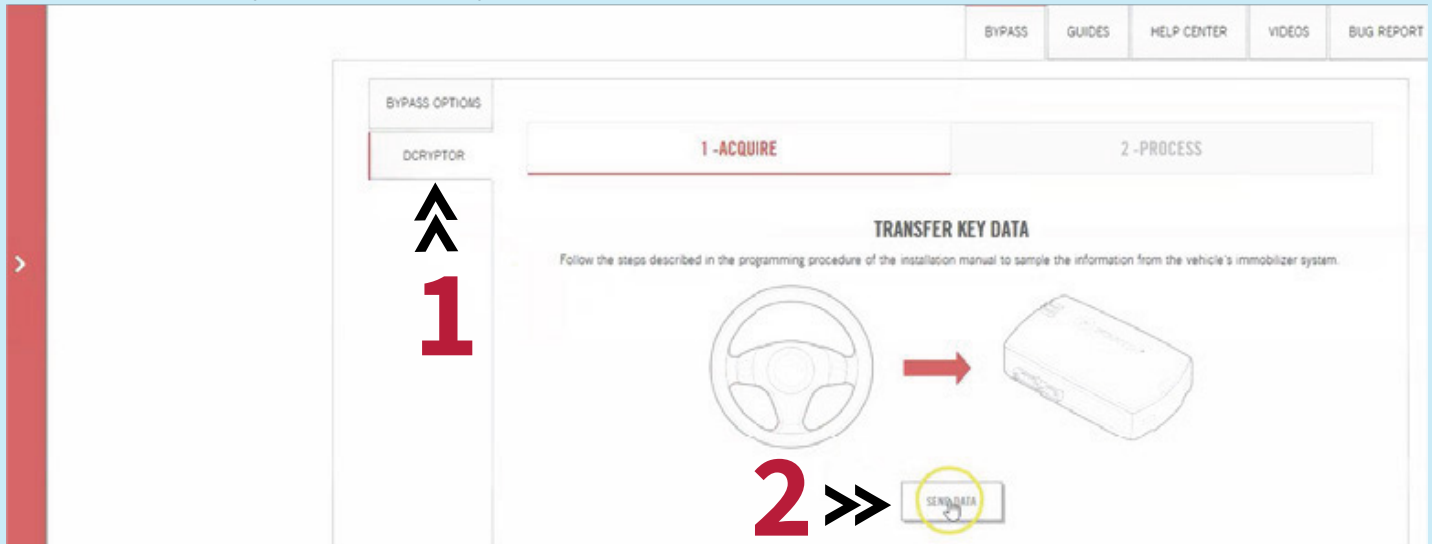 BYPASS GUIDES HELP CENTER VIDEOS BUG REPORT
BYPASS OPTIONS
DCRYPTOR
1 -ACQUIRE 2 -PROCESS
TRANSFER KEY DATA
Follow the steps described in the programming procedure of the installation manual to sample the information from the vehicle's immobilizer system.
1
2
SEND DATA